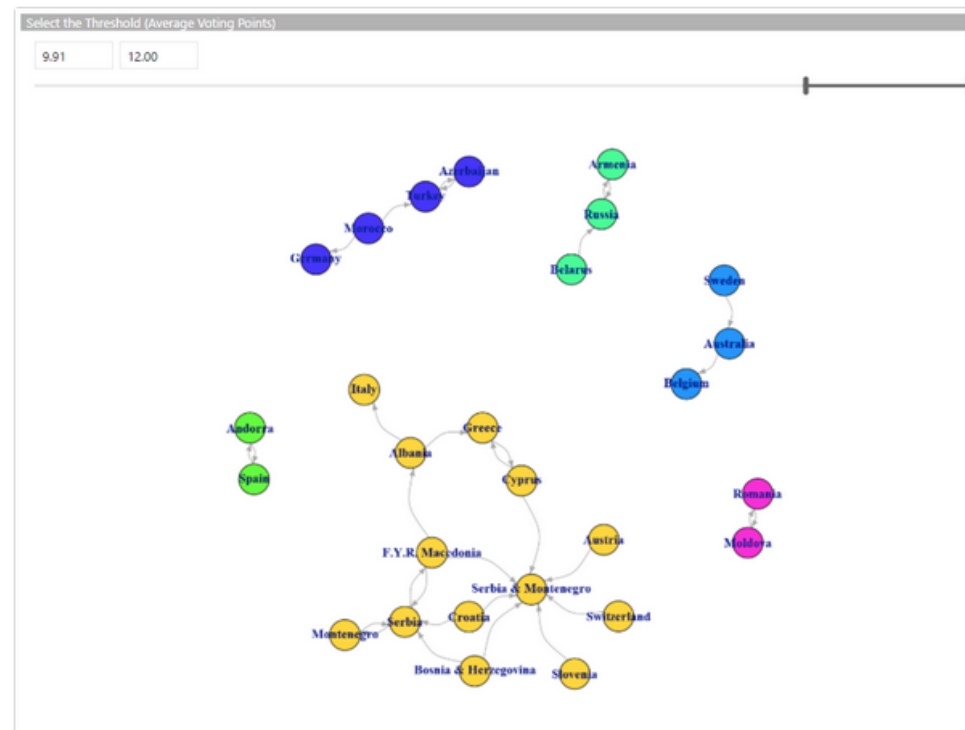 Select the Threshold (Average Voting Points)
9.91
12.00
Azerbaijan
Armenia
Turkey
Russia
Morocco
Germany
Belarus
Sweden
Australia
Belgium
Italy
Andorra
Greece
Albania
Spain
Cyprus
Romania
Austria
Moldova
F.Y.R. Macedonia
Serbia & Montenegro
Croatia
Switzerland
Serbia
Montenegro
Bosnia & Herzegovina
Slovenia